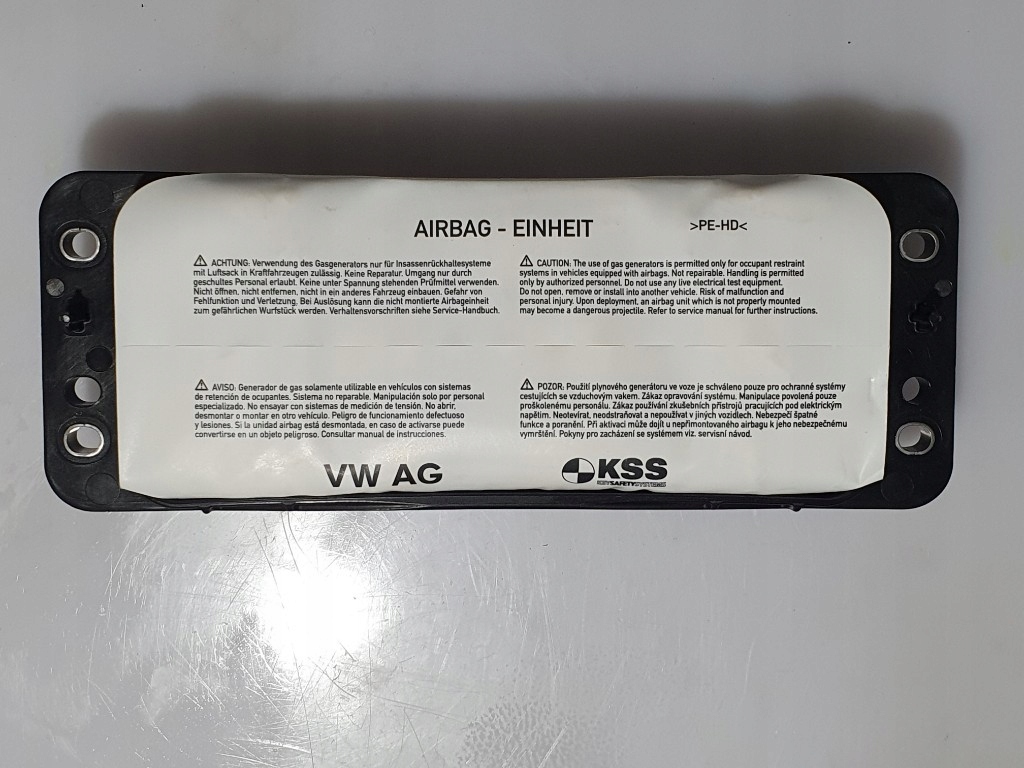 AIRBAG - EINHEIT
>PE-HD<
⚠ ACHTUNG: Verwendung des Gasgenerators nur für Insassenrückhaltesysteme
mit Luftsack in Kraftfahrzeugen zulässig. Keine Reparatur. Umgang nur durch
geschultes Personal erlaubt. Keine unter Spannung stehenden Prüfmittel verwenden.
Nicht öffnen, nicht entfernen, nicht in ein anderes Fahrzeug einbauen. Gefahr von
Fehlfunktion und Verletzung. Bei Auslösung kann die nicht montierte Airbageinheit
zum gefährlichen Wurfstück werden. Verhaltensvorschriften siehe Service-Handbuch.
⚠ CAUTION: The use of gas generators is permitted only for occupant restraint
systems in vehicles equipped with airbags. Not repairable. Handling is permitted
only by authorized personnel. Do not use any live electrical test equipment.
Do not open, remove or install into another vehicle. Risk of malfunction and
personal injury. Upon deployment, an airbag unit which is not properly mounted
may become a dangerous projectile. Refer to service manual for further instructions.
⚠ AVISO: Generador de gas solamente utilizable en vehículos con sistemas
de retención de ocupantes. Sistema no reparable. Manipulación solo por personal
especializado. No ensayar con sistemas de medición de tensión. No abrir,
desmontar o montar en otro vehículo. Peligro de funcionamiento defectuoso
y lesiones. Si la unidad airbag está desmontada, en caso de activarse puede
convertirse en un objeto peligroso. Consultar manual de instrucciones.
⚠ POZOR: Použití plynového generátoru ve voze je schváleno pouze pro ochranné systémy
cestujících se vzduchovým vakem. Zákaz opravování systému. Manipulace povolená pouze
proškolenému personálu. Zákaz používání zkušebních přístrojů pracujících pod elektrickým
napětím. Neotevírat, neodstraňovat a nepoužívat v jiných vozidlech. Nebezpečí špatné
funkce a poranění. Při aktivaci může dojít u nepřimontovaného airbagu k jeho nebezpečnému
vymrštění. Pokyny pro zacházení se systémem viz. servisní návod.
VW AG
KSS
KEYSAFETYSYSTEMS